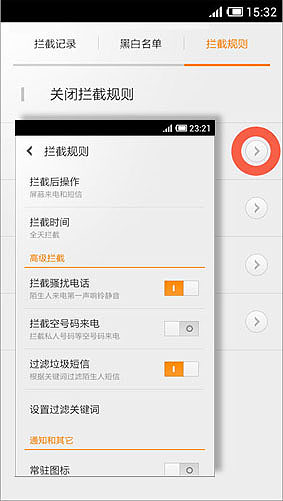 15:32
拦截记录
黑白名单
拦截规则
关闭拦截规则
23:21
拦截规则
拦截后操作
屏蔽来电和短信
拦截时间
全天拦截
高级拦截
拦截骚扰电话
陌生人来电第一声响铃静音
拦截空号码来电
拦截私人号码等空号码来电
过滤垃圾短信
根据关键词过滤陌生人短信
设置过滤关键词
通知和其它
常驻图标